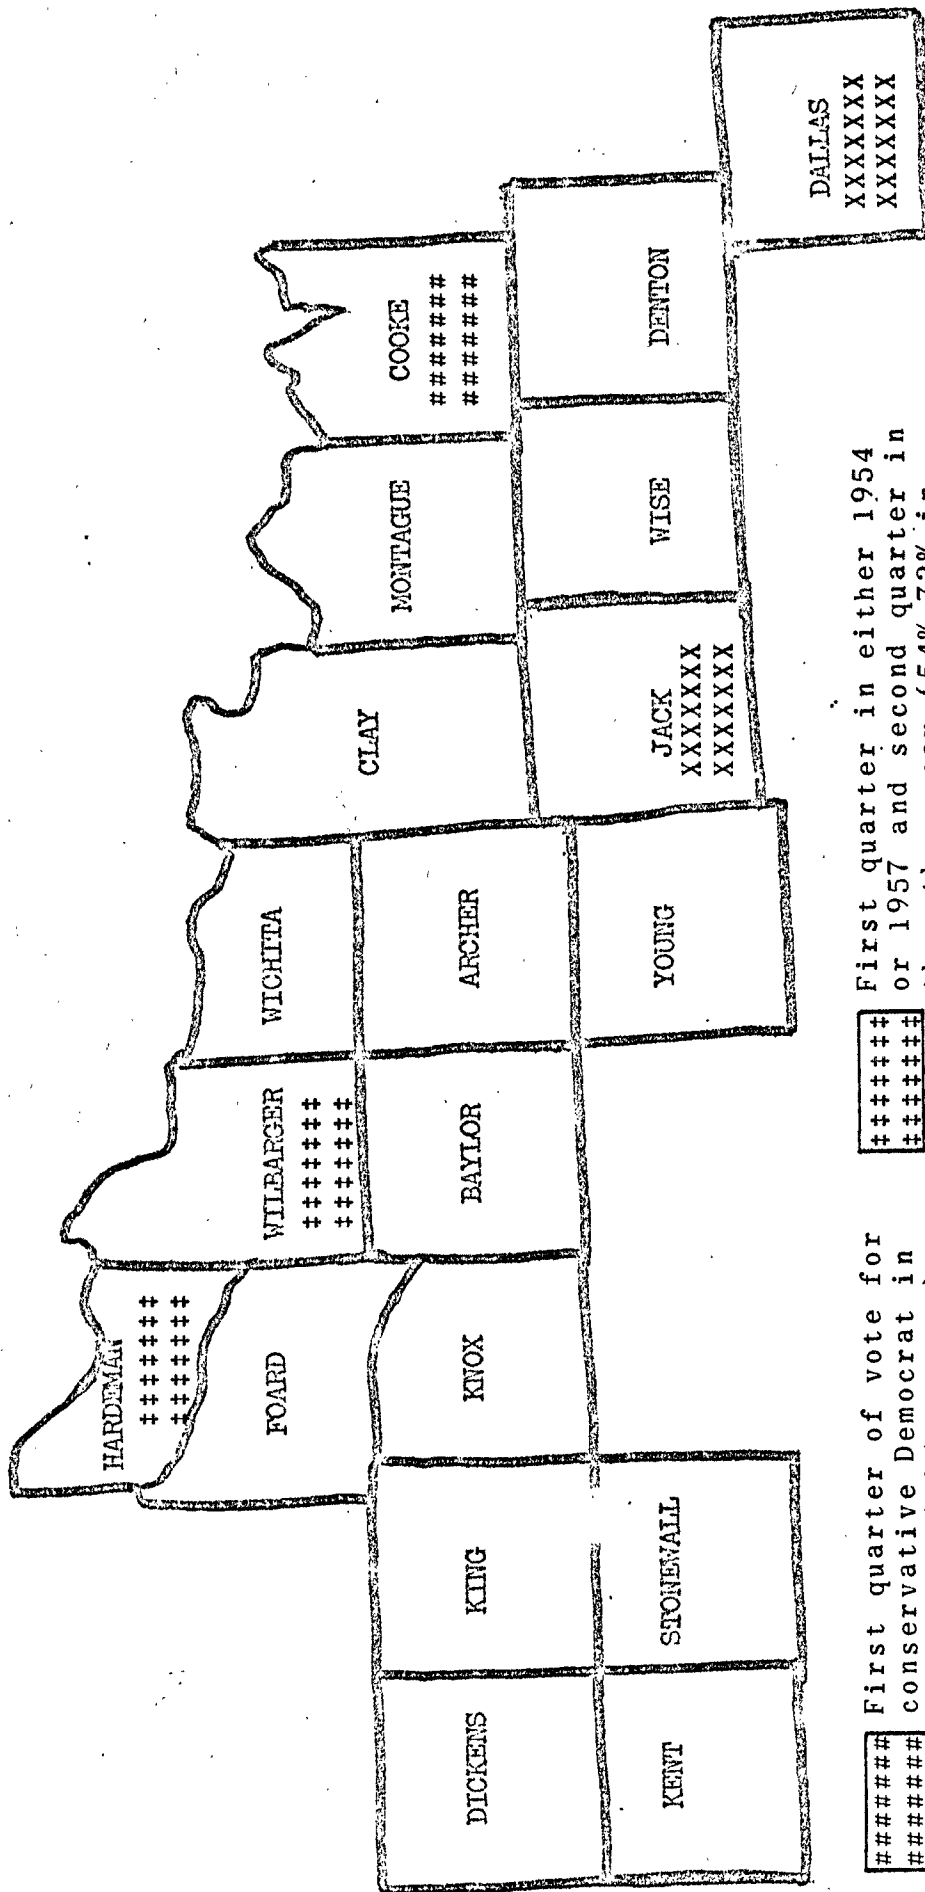 HARDEMAN
‡‡‡‡‡‡‡
‡‡‡‡‡‡‡
FOARD
WILBARGER
‡‡‡‡‡‡‡
‡‡‡‡‡‡‡
WICHITA
CLAY
MONTAGUE
COOKE
#######
#######
DICKENS
KING
KNOX
BAYLOR
ARCHER
KENT
STONEWALL
YOUNG
JACK
XXXXXXX
XXXXXXX
WISE
DENTON
DALLAS
XXXXXXX
XXXXXXX
#######
#######
First quarter of vote for
conservative Democrat in
‡‡‡‡‡‡‡
‡‡‡‡‡‡‡
First quarter in either 1954
or 1957 and second quarter in